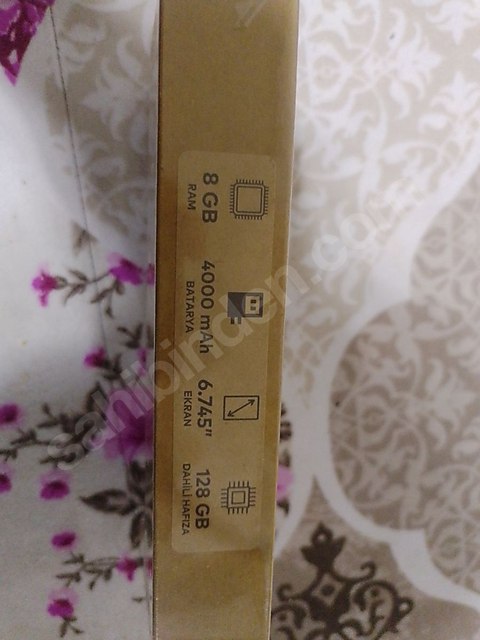 8 GB
RAM
4000 mAh
BATARYA
6.745"
EKRAN
128 GB
DAHİLİ HAFIZA
sahibinden.com